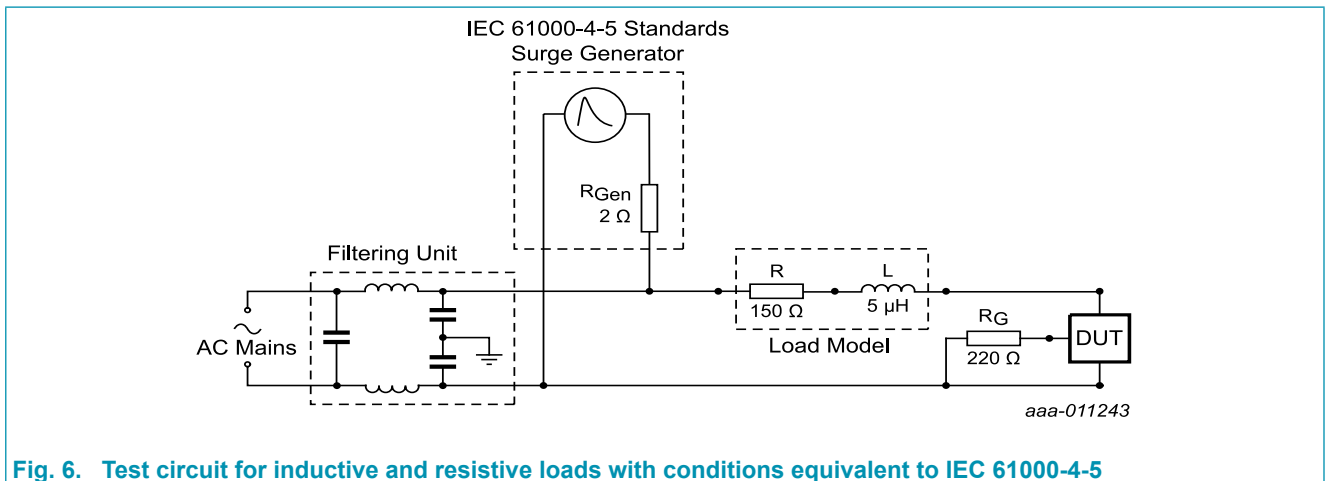 IEC 61000-4-5 Standards
Surge Generator
RGen
2 Ω
Filtering Unit
AC Mains
R
150 Ω
L
5 μH
Load Model
RG
220 Ω
DUT
aaa-011243
Fig. 6. Test circuit for inductive and resistive loads with conditions equivalent to IEC 61000-4-5